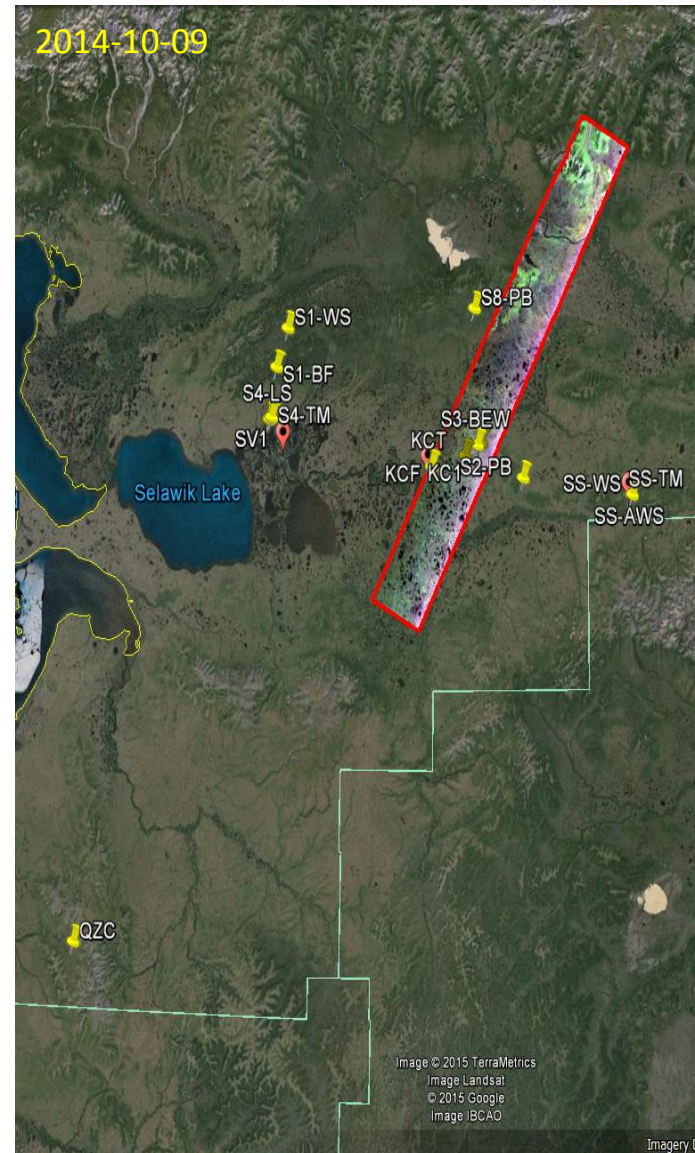 2014-10-09
S8-PB
S1-WS
S1-BF
S4-LS
S4-TM
SV1
S3-BEW
KCT
KCF
KC1
S2-PB
SS-WS
SS-TM
SS-AWS
Selawik Lake
QZC
Image © 2015 TerraMetrics
Image Landsat
© 2015 Google
Image IBCAO
Imagery